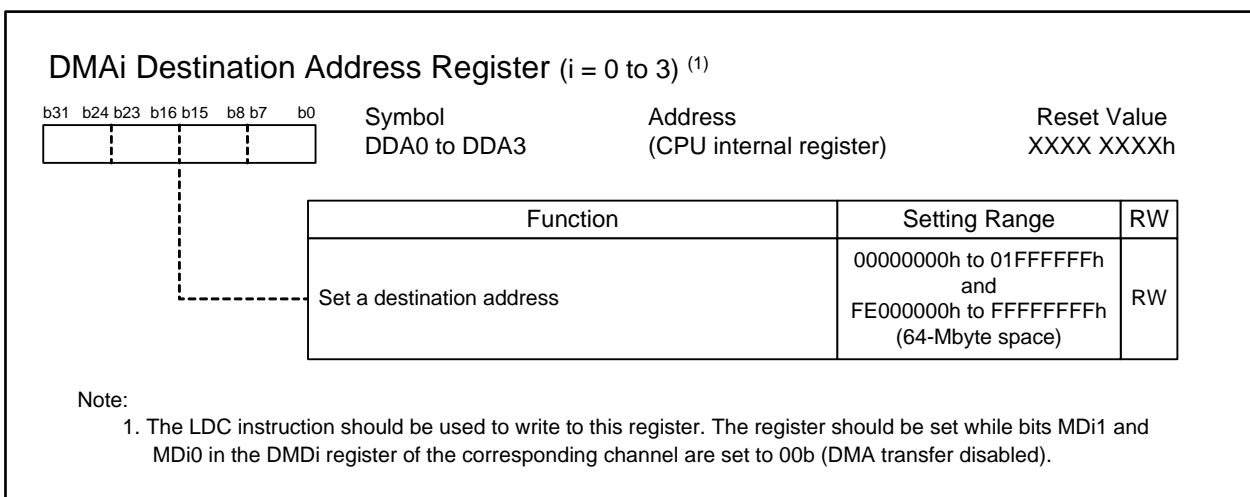 DMAi Destination Address Register (i = 0 to 3) (1)
b31 b24 b23 b16 b15 b8 b7 b0
Symbol Address Reset Value
DDA0 to DDA3 (CPU internal register) XXXX XXXXh
Function Setting Range RW
Set a destination address
00000000h to 01FFFFFFh
and
FE000000h to FFFFFFFFh
(64-Mbyte space)
RW
Note:
1. The LDC instruction should be used to write to this register. The register should be set while bits MDi1 and
MDi0 in the DMDi register of the corresponding channel are set to 00b (DMA transfer disabled).